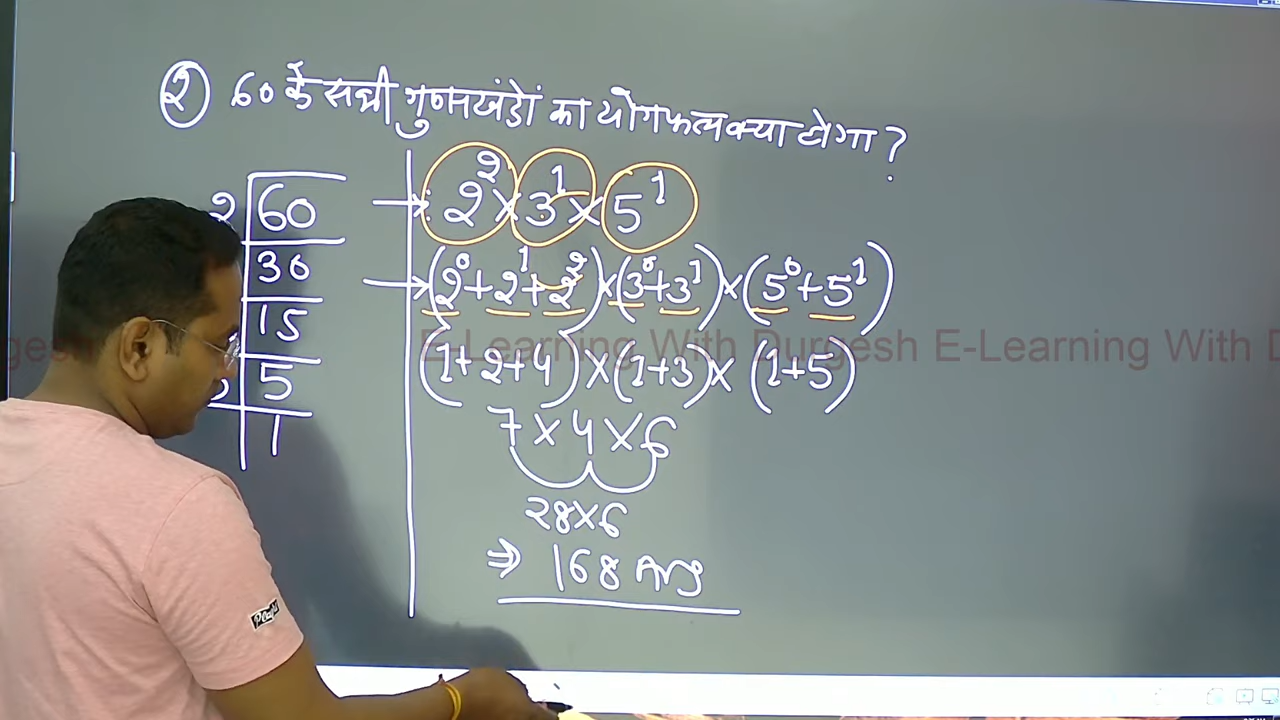 २ 60 के सभी गुणनखंडों का योगफल क्या होगा ?
2 60
30
15
5
1
→ 2² × 3¹ × 5¹
→ (2⁰ + 2¹ + 2²) × (3⁰ + 3¹) × (5⁰ + 5¹)
E-Learning With Durgesh E-Learning With
(1 + 2 + 4) × (1 + 3) × (1 + 5)
7 × 4 × 6
28 × 6
⇒ 168 Ans